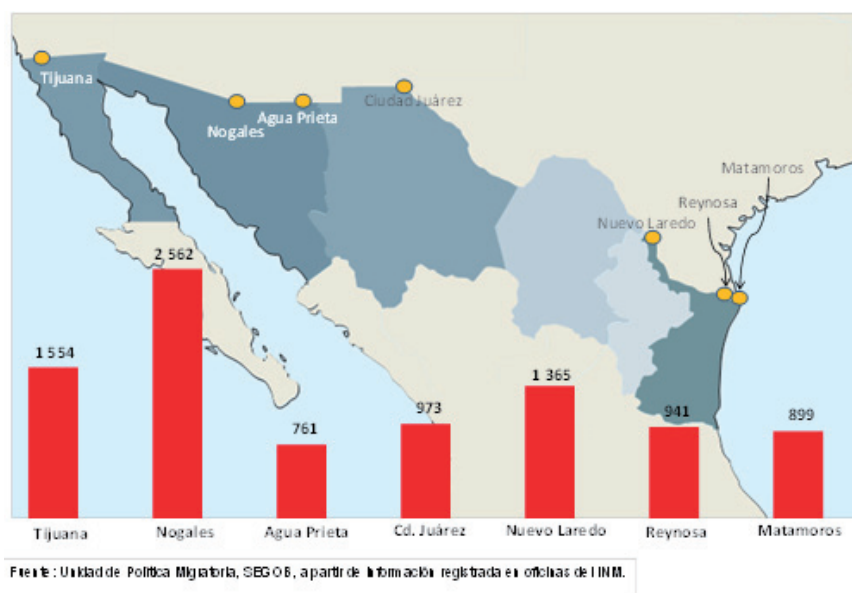 Tijuana
Nogales
Agua Prieta
Ciudad Juárez
Nuevo Laredo
Reynosa
Matamoros
1 554
2 562
761
973
1 365
941
899
Tijuana
Nogales
Agua Prieta
Cd. Juárez
Nuevo Laredo
Reynosa
Matamoros
Fuente: Unidad de Política Migratoria, SEGOB, a partir de información registrada en oficinas del INM.